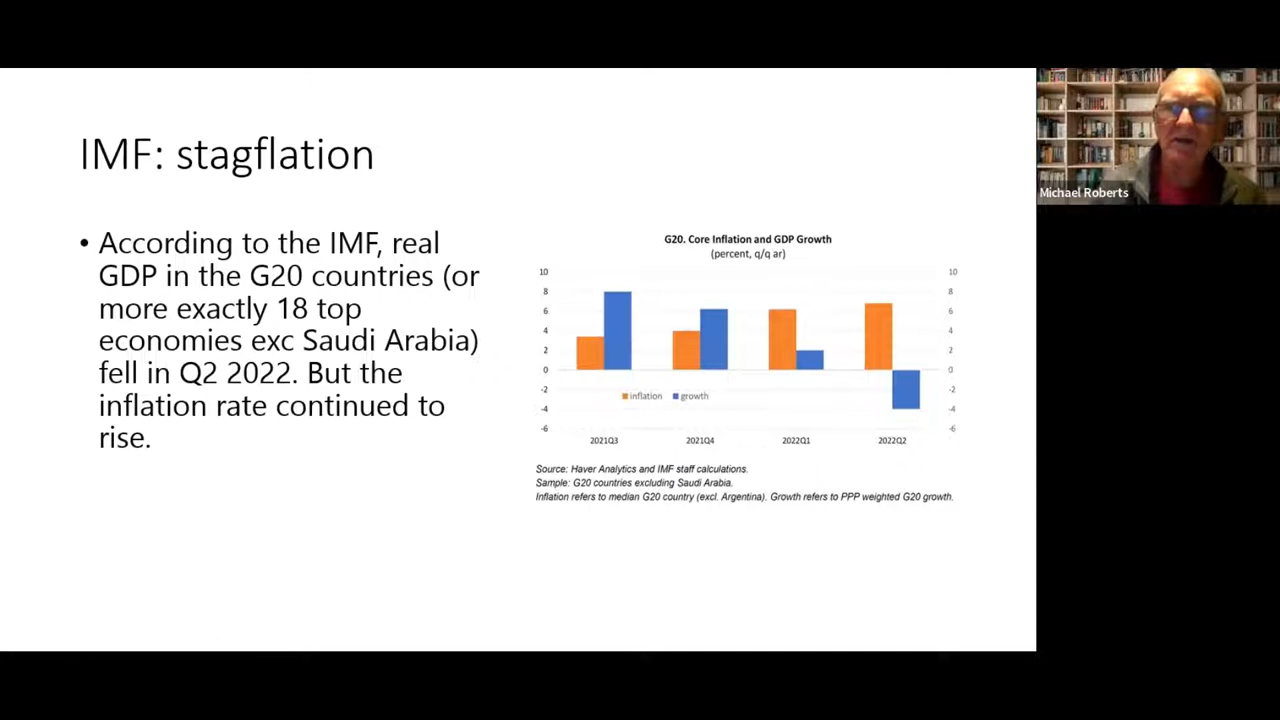 IMF: stagflation
• According to the IMF, real
GDP in the G20 countries (or
more exactly 18 top
economies exc Saudi Arabia)
fell in Q2 2022. But the
inflation rate continued to
rise.
G20. Core Inflation and GDP Growth
(percent, q/q ar)
10 10
8 8
6 6
4 4
2 2
0 0
-2 -2
-4 -4
-6 -6
inflation growth
2021Q3 2021Q4 2022Q1 2022Q2
Source: Haver Analytics and IMF staff calculations.
Sample: G20 countries excluding Saudi Arabia.
Inflation refers to median G20 country (excl. Argentina). Growth refers to PPP weighted G20 growth.
Michael Roberts